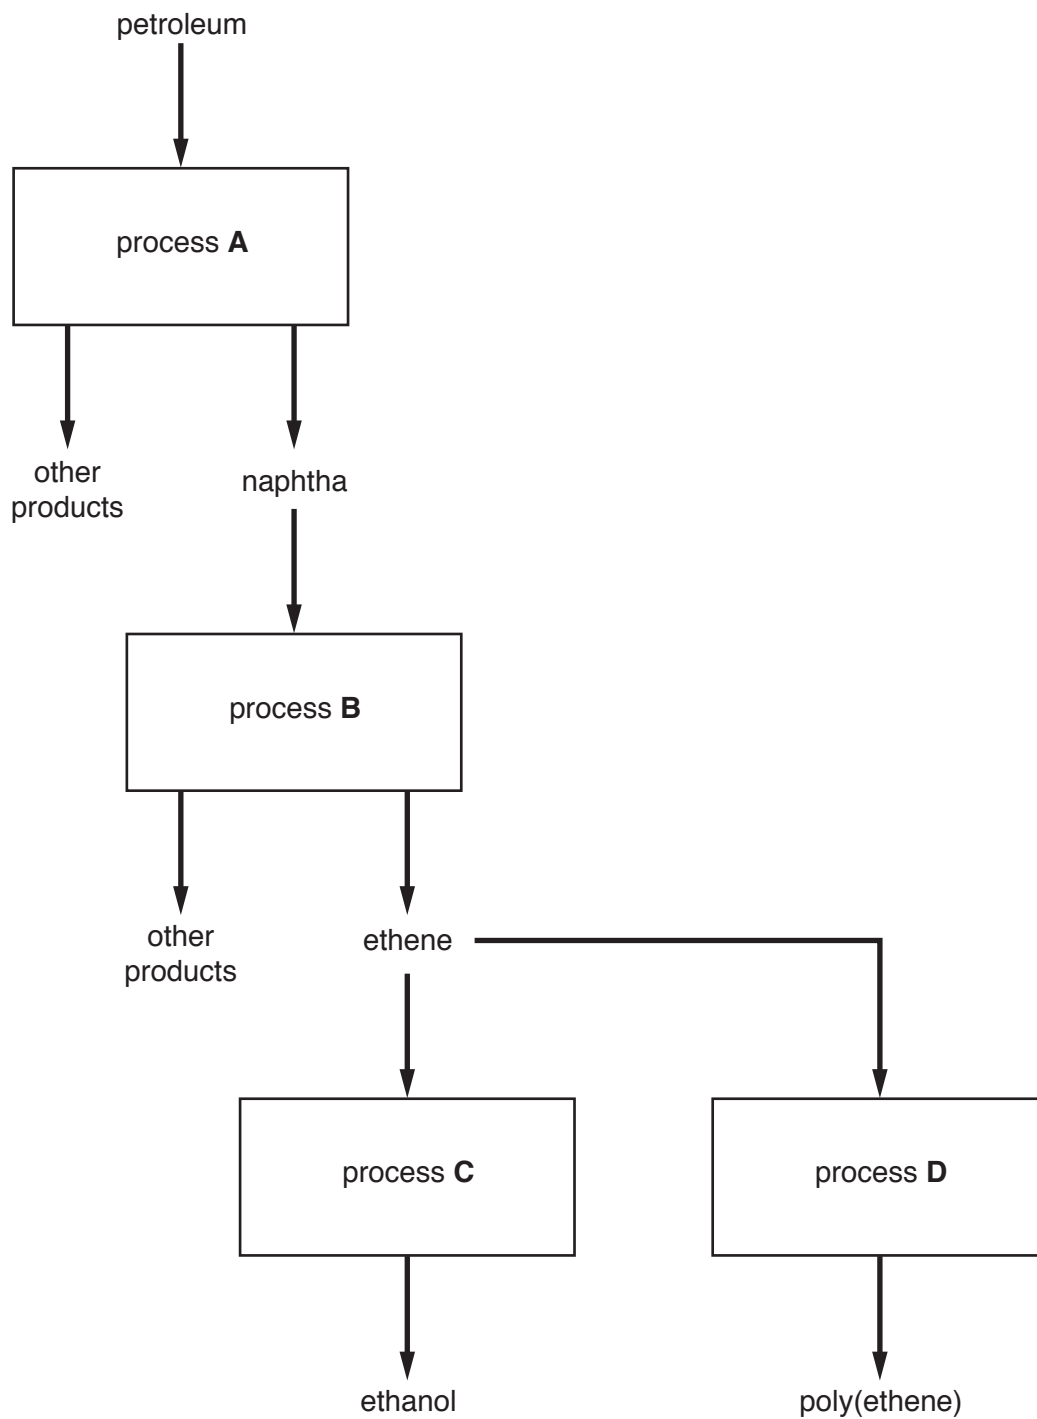 petroleum
process A
other
products
naphtha
process B
other
products
ethene
process C
process D
ethanol
poly(ethene)